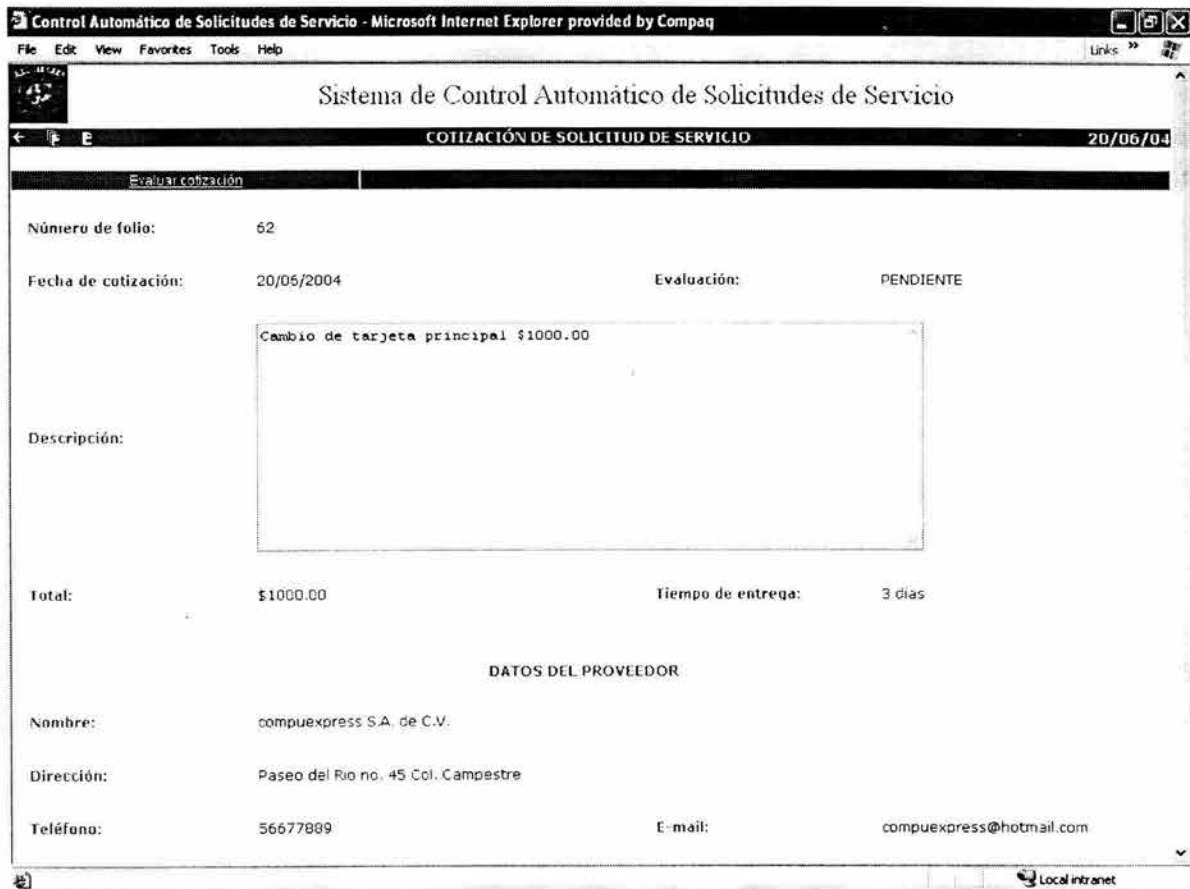 Control Automático de Solicitudes de Servicio - Microsoft Internet Explorer provided by Compaq
File Edit View Favorites Tools Help Links »
Sistema de Control Automático de Solicitudes de Servicio
COTIZACIÓN DE SOLICITUD DE SERVICIO 20/06/04
Evaluar cotización
Número de folio: 62
Fecha de cotización: 20/06/2004 Evaluación: PENDIENTE
Cambio de tarjeta principal $1000.00
Descripción:
Total: $1000.00 Tiempo de entrega: 3 días
DATOS DEL PROVEEDOR
Nombre: compuexpress S.A. de C.V.
Dirección: Paseo del Rio no. 45 Col. Campestre
Teléfono: 56677889 E-mail: compuexpress@hotmail.com
Local intranet